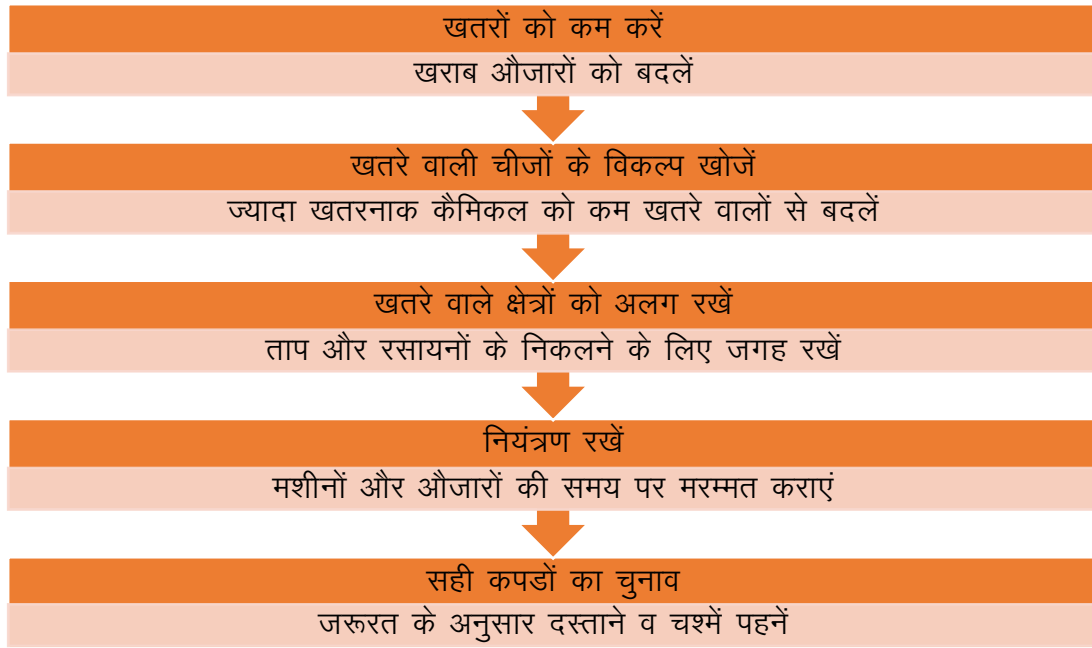 खतरों को कम करें
खराब औजारों को बदलें
खतरे वाली चीजों के विकल्प खोजें
ज्यादा खतरनाक कैमिकल को कम खतरे वालों से बदलें
खतरे वाले क्षेत्रों को अलग रखें
ताप और रसायनों के निकलने के लिए जगह रखें
नियंत्रण रखें
मशीनों और औजारों की समय पर मरम्मत कराएं
सही कपडों का चुनाव
जरूरत के अनुसार दस्ताने व चश्में पहनें